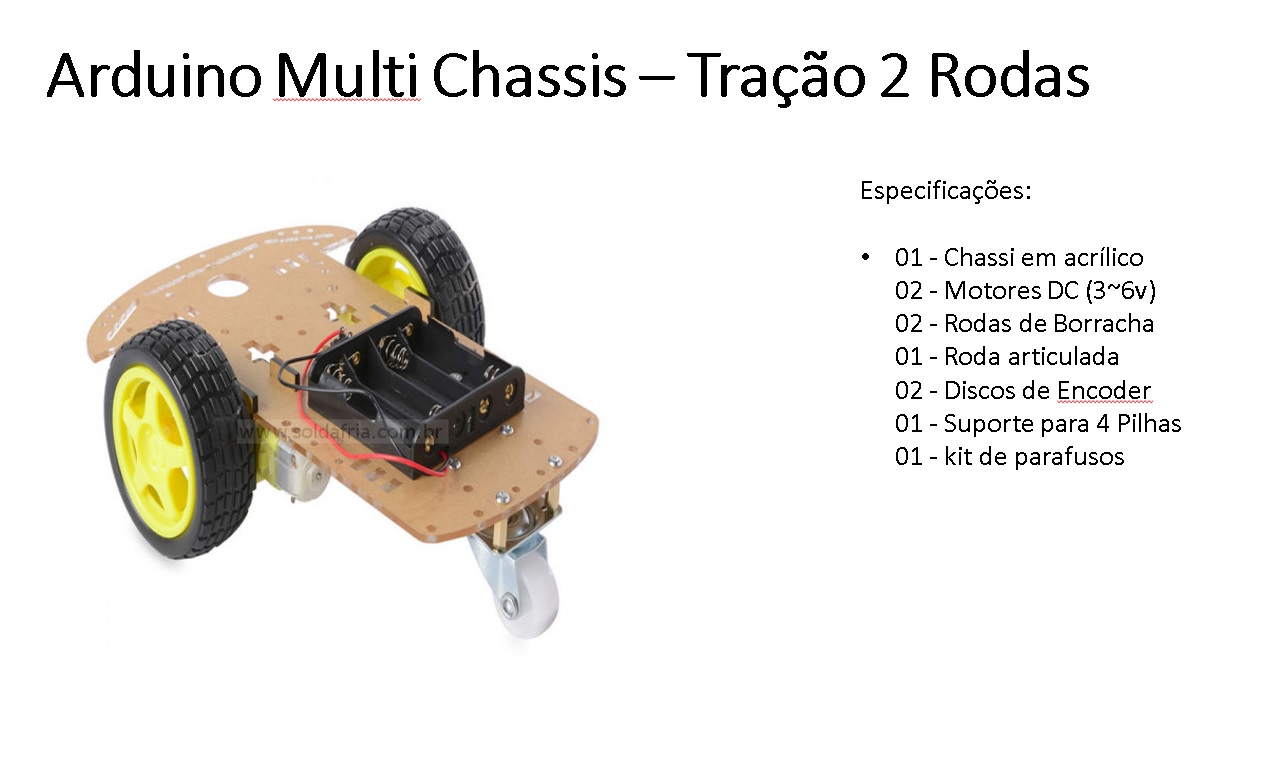 Arduino Multi Chassis – Tração 2 Rodas
Especificações:
• 01 - Chassi em acrílico
02 - Motores DC (3~6v)
02 - Rodas de Borracha
01 - Roda articulada
02 - Discos de Encoder
01 - Suporte para 4 Pilhas
01 - kit de parafusos
www.soldafria.com.br